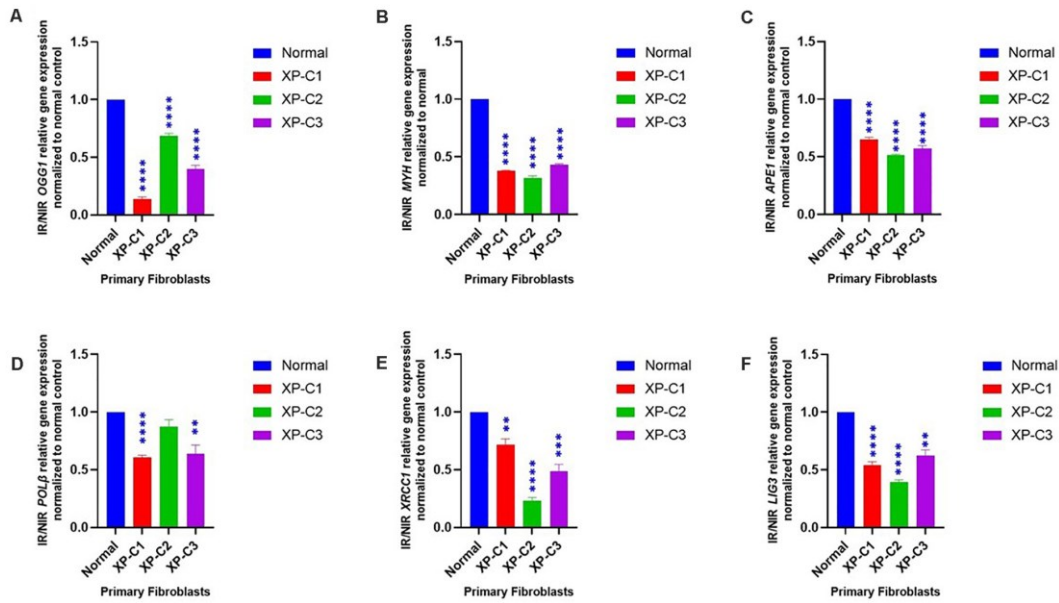 A
IR/NIR OGG1 relative gene expression
normalized to normal control
1.5
1.0
0.5
0.0
****
****
****
Normal
XP-C1
XP-C2
XP-C3
Primary Fibroblasts
Normal
XP-C1
XP-C2
XP-C3
B
IR/NIR MYH relative gene expression
normalized to normal
1.5
1.0
0.5
0.0
****
****
****
Normal
XP-C1
XP-C2
XP-C3
Primary Fibroblasts
Normal
XP-C1
XP-C2
XP-C3
C
IR/NIR APE1 relative gene expression
normalized to normal control
1.5
1.0
0.5
0.0
****
****
****
Normal
XP-C1
XP-C2
XP-C3
Primary Fibroblasts
Normal
XP-C1
XP-C2
XP-C3
D
IR/NIR POLβ relative gene expression
normalized to normal control
1.5
1.0
0.5
0.0
****
**
Normal
XP-C1
XP-C2
XP-C3
Primary Fibroblasts
Normal
XP-C1
XP-C2
XP-C3
E
IR/NIR XRCC1 relative gene expression
normalized to normal control
1.5
1.0
0.5
0.0
**
****
***
Normal
XP-C1
XP-C2
XP-C3
Primary Fibroblasts
Normal
XP-C1
XP-C2
XP-C3
F
IR/NIR LIG3 relative gene expression
normalized to normal control
1.5
1.0
0.5
0.0
****
****
**
Normal
XP-C1
XP-C2
XP-C3
Primary Fibroblasts
Normal
XP-C1
XP-C2
XP-C3